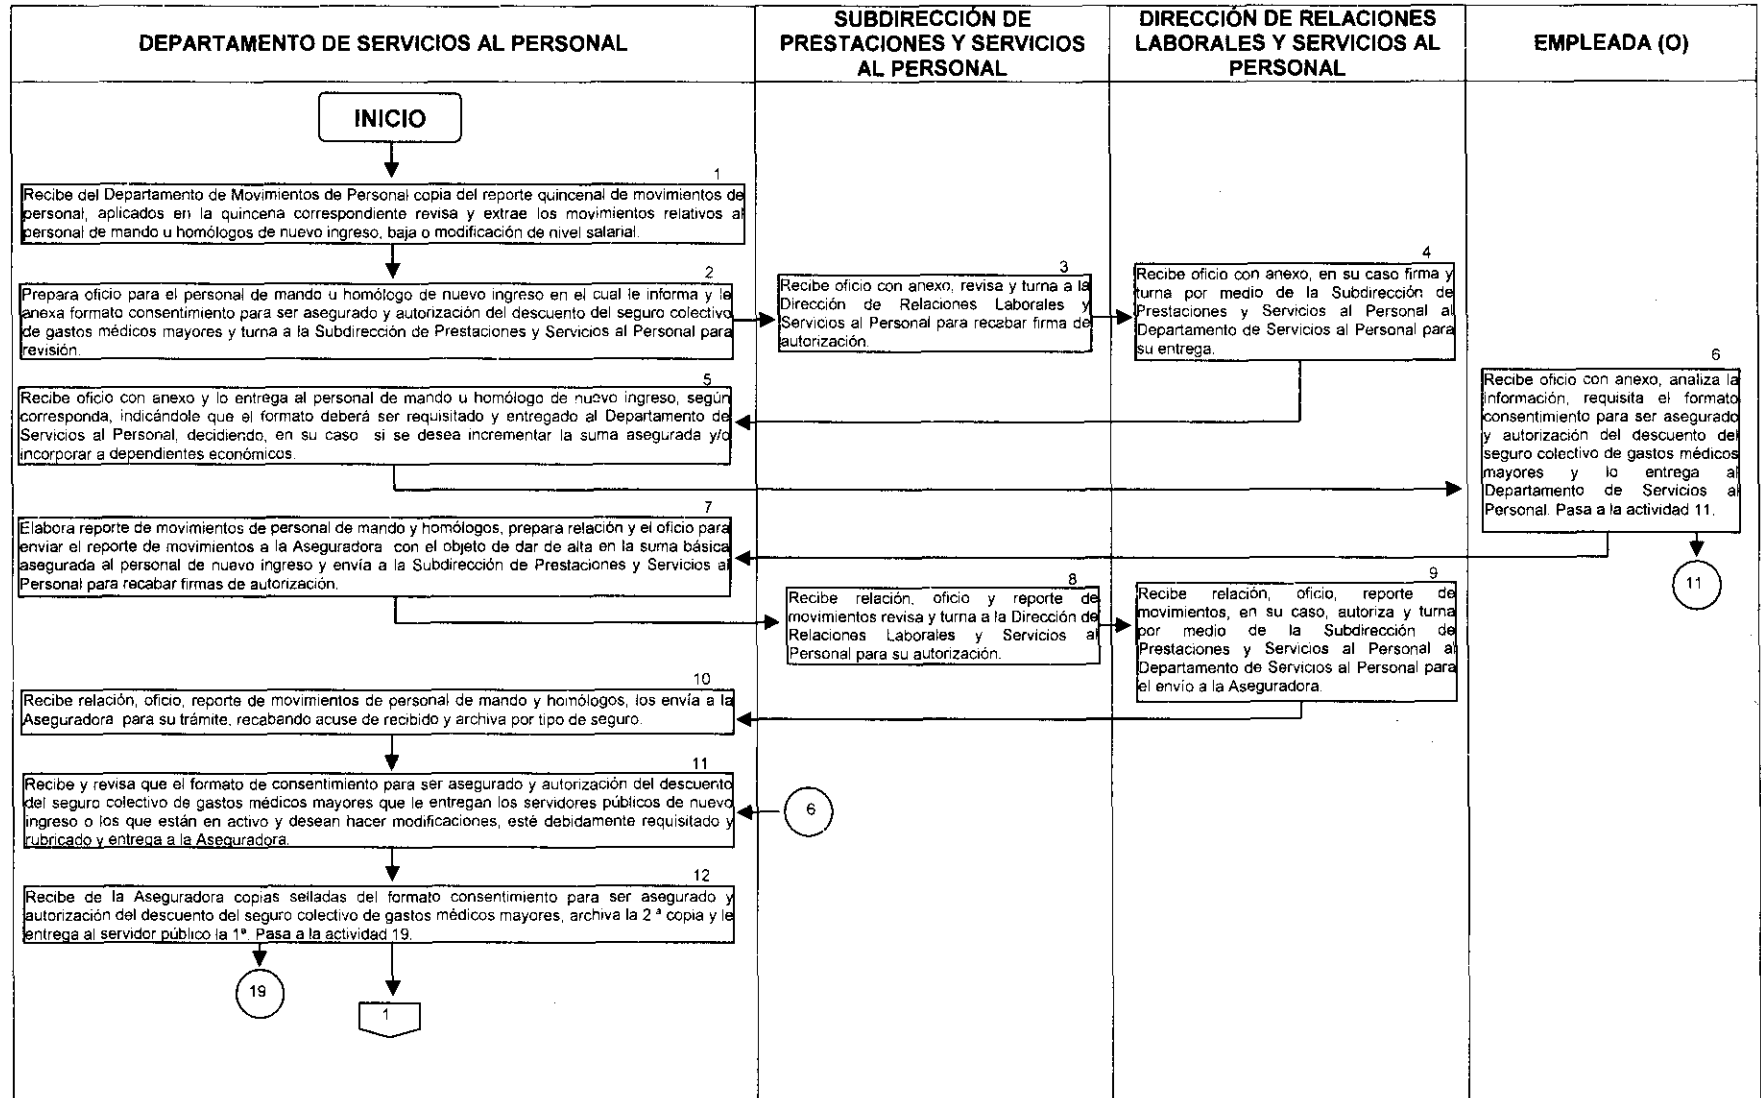 DEPARTAMENTO DE SERVICIOS AL PERSONAL
SUBDIRECCIÓN DE
PRESTACIONES Y SERVICIOS
AL PERSONAL
DIRECCIÓN DE RELACIONES
LABORALES Y SERVICIOS AL
PERSONAL
EMPLEADA (O)
INICIO
1
Recibe del Departamento de Movimientos de Personal copia del reporte quincenal de movimientos de
personal, aplicados en la quincena correspondiente revisa y extrae los movimientos relativos al
personal de mando u homólogos de nuevo ingreso, baja o modificación de nivel salarial.
2
Prepara oficio para el personal de mando u homólogo de nuevo ingreso en el cual le informa y le
anexa formato consentimiento para ser asegurado y autorización del descuento del seguro colectivo
de gastos médicos mayores y turna a la Subdirección de Prestaciones y Servicios al Personal para
revisión.
3
Recibe oficio con anexo, revisa y turna a la
Dirección de Relaciones Laborales y
Servicios al Personal para recabar firma de
autorización.
4
Recibe oficio con anexo, en su caso firma y
turna por medio de la Subdirección de
Prestaciones y Servicios al Personal al
Departamento de Servicios al Personal para
su entrega.
5
Recibe oficio con anexo y lo entrega al personal de mando u homólogo de nuevo ingreso, según
corresponda, indicándole que el formato deberá ser requisitado y entregado al Departamento de
Servicios al Personal, decidiendo, en su caso si se desea incrementar la suma asegurada y/o
incorporar a dependientes económicos.
6
Recibe oficio con anexo, analiza la
información, requisita el formato
consentimiento para ser asegurado
y autorización del descuento del
seguro colectivo de gastos médicos
mayores y lo entrega al
Departamento de Servicios al
Personal. Pasa a la actividad 11.
11
7
Elabora reporte de movimientos de personal de mando y homólogos, prepara relación y el oficio para
enviar el reporte de movimientos a la Aseguradora con el objeto de dar de alta en la suma básica
asegurada al personal de nuevo ingreso y envía a la Subdirección de Prestaciones y Servicios al
Personal para recabar firmas de autorización.
8
Recibe relación, oficio y reporte de
movimientos revisa y turna a la Dirección de
Relaciones Laborales y Servicios al
Personal para su autorización.
9
Recibe relación, oficio, reporte de
movimientos, en su caso, autoriza y turna
por medio de la Subdirección de
Prestaciones y Servicios al Personal al
Departamento de Servicios al Personal para
el envío a la Aseguradora.
10
Recibe relación, oficio, reporte de movimientos de personal de mando y homólogos, los envía a la
Aseguradora para su trámite, recabando acuse de recibido y archiva por tipo de seguro.
11
Recibe y revisa que el formato de consentimiento para ser asegurado y autorización del descuento
del seguro colectivo de gastos médicos mayores que le entregan los servidores públicos de nuevo
ingreso o los que están en activo y desean hacer modificaciones, esté debidamente requisitado y
rubricado y entrega a la Aseguradora.
6
12
Recibe de la Aseguradora copias selladas del formato consentimiento para ser asegurado y
autorización del descuento del seguro colectivo de gastos médicos mayores, archiva la 2 ª copia y le
entrega al servidor público la 1ª. Pasa a la actividad 19.
19
1